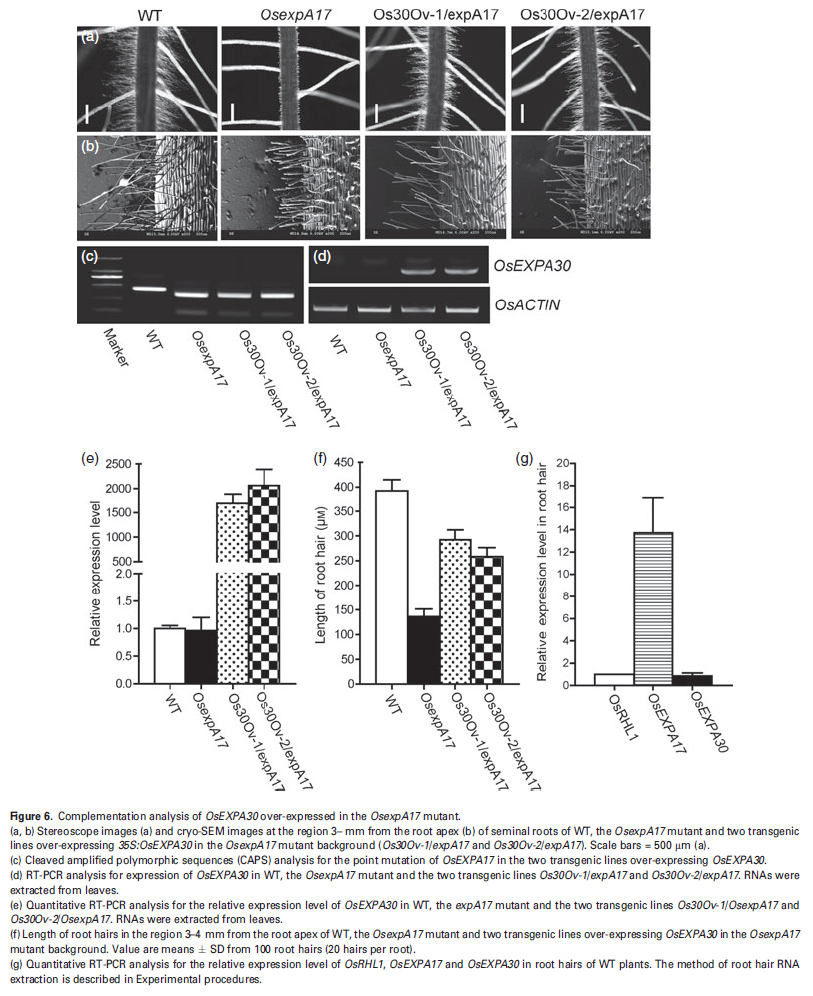 WT OsexpA17 Os30Ov-1/expA17 Os30Ov-2/expA17
(a)
(b)
(c) (d)
OsEXPA30
OsACTIN
Marker WT OsexpA17 Os30Ov-1/expA17 Os30Ov-2/expA17
WT OsexpA17 Os30Ov-1/expA17 Os30Ov-2/expA17
(e)
Relative expression level
2500
2000
1500
1000
500
2.0
1.5
1.0
0.5
0.0
WT OsexpA17 Os30Ov-1/expA17 Os30Ov-2/expA17
(f)
Length of root hair (μM)
450
400
350
300
250
200
150
100
50
0
WT OsexpA17 Os30Ov-1/expA17 Os30Ov-2/expA17
(g)
Relative expression level in root hair
20
18
16
14
12
10
8
6
4
2
0
OsRHL1 OsEXPA17 OsEXPA30
Figure 6. Complementation analysis of OsEXPA30 over-expressed in the OsexpA17 mutant.
(a, b) Stereoscope images (a) and cryo-SEM images at the region 3– mm from the root apex (b) of seminal roots of WT, the OsexpA17 mutant and two transgenic
lines over-expressing 35S:OsEXPA30 in the OsexpA17 mutant background (Os30Ov-1/expA17 and Os30Ov-2/expA17). Scale bars = 500 μm (a).
(c) Cleaved amplified polymorphic sequences (CAPS) analysis for the point mutation of OsEXPA17 in the two transgenic lines over-expressing OsEXPA30.
(d) RT-PCR analysis for expression of OsEXPA30 in WT, the OsexpA17 mutant and the two transgenic lines Os30Ov-1/expA17 and Os30Ov-2/expA17. RNAs were
extracted from leaves.
(e) Quantitative RT-PCR analysis for the relative expression level of OsEXPA30 in WT, the expA17 mutant and the two transgenic lines Os30Ov-1/OsexpA17 and
Os30Ov-2/OsexpA17. RNAs were extracted from leaves.
(f) Length of root hairs in the region 3–4 mm from the root apex of WT, the OsexpA17 mutant and two transgenic lines over-expressing OsEXPA30 in the OsexpA17
mutant background. Value are means ± SD from 100 root hairs (20 hairs per root).
(g) Quantitative RT-PCR analysis for the relative expression level of OsRHL1, OsEXPA17 and OsEXPA30 in root hairs of WT plants. The method of root hair RNA
extraction is described in Experimental procedures.